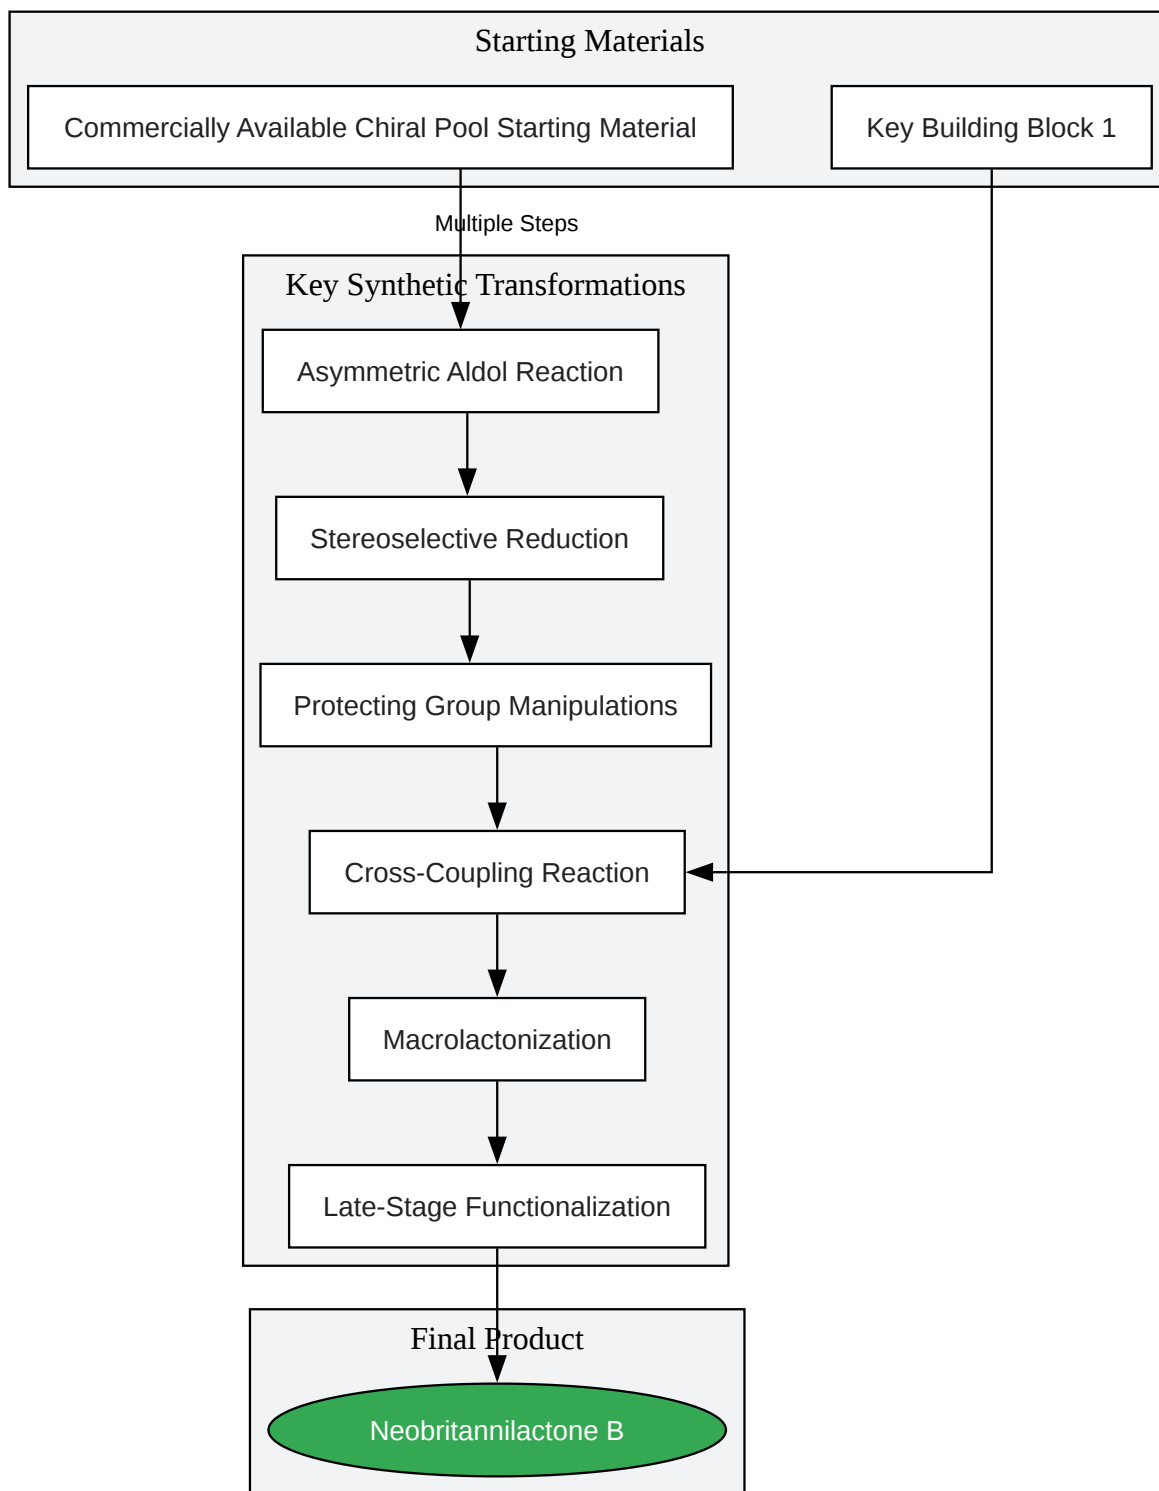 Starting Materials
Commercially Available Chiral Pool Starting Material
Key Building Block 1
Multiple Steps
Key Synthetic Transformations
Asymmetric Aldol Reaction
Stereoselective Reduction
Protecting Group Manipulations
Cross-Coupling Reaction
Macrolactonization
Late-Stage Functionalization
Final Product
Neobritannilactone B